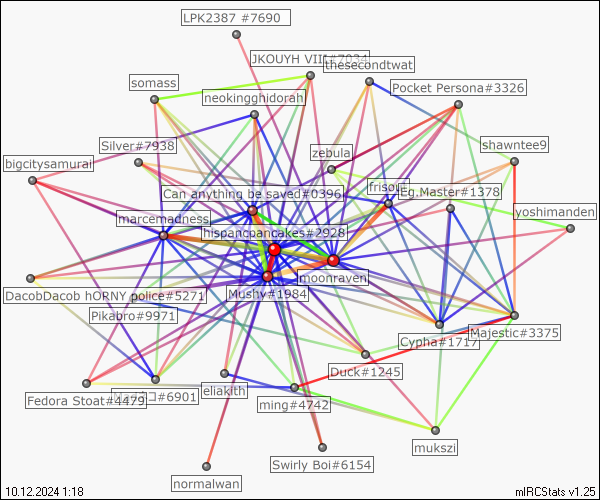 LPK2387 #7690
JKOUYH VIII#7934
thesecondtwat
somass
Pocket Persona#3326
neokingghidorah
Silver#7938
shawntee9
zebula
bigcitysamurai
Can anything be saved#0396
frisolf
Eg.Master#1378
yoshimanden
marcemadness
hispancpancakes#2928
moonraven
DacobDacob hORNY police#5271
Mushy#1984
Pikabro#9971
Cypha#1717
Majestic#3375
Duck#1245
eliakith
#6901
Fedora Stoat#4479
ming#4742
mukszi
Swirly Boi#6154
normalwan
10.12.2024 1:18
mIRCStats v1.25